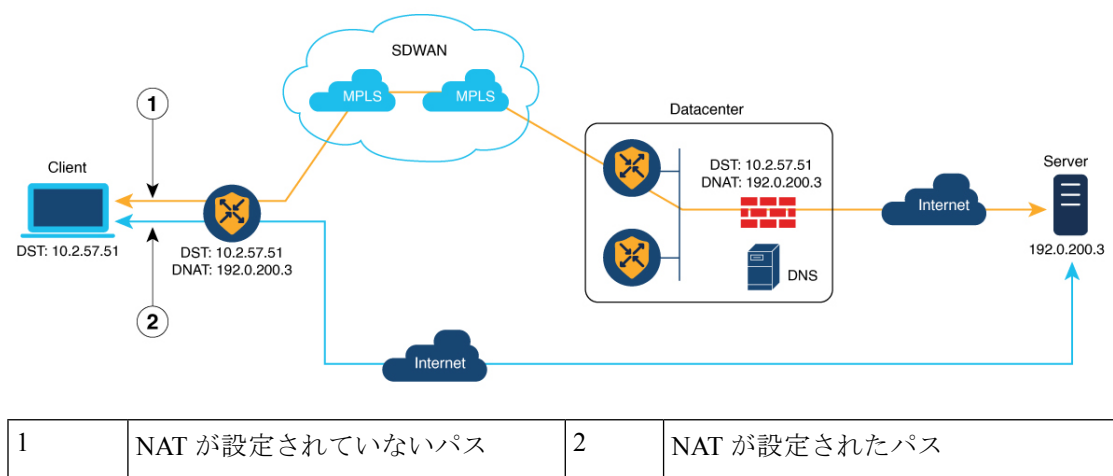 SDWAN
MPLS
MPLS
1
Datacenter
Client
DST: 10.2.57.51
DNAT: 192.0.200.3
Server
Internet
DST: 10.2.57.51
DST: 10.2.57.51
DNAT: 192.0.200.3
192.0.200.3
DNS
2
Internet
1 NAT が設定されていないパス 2 NAT が設定されたパス